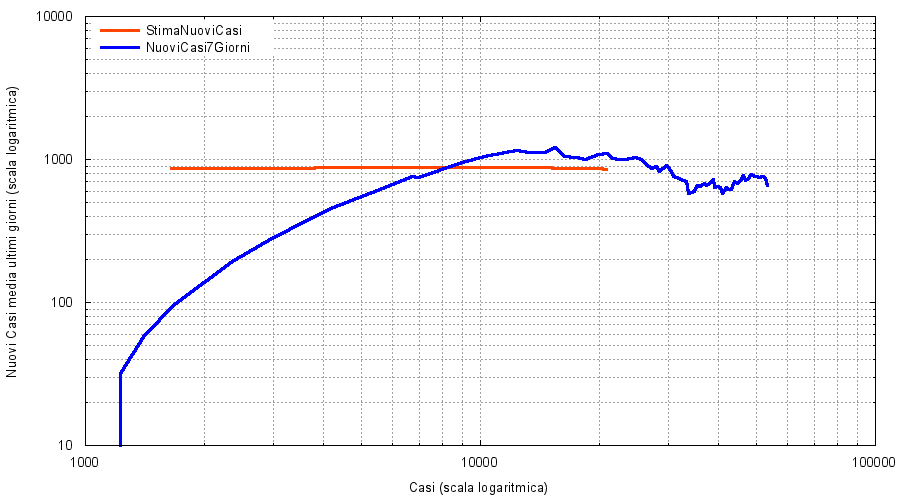 10000
StimaNuoviCasi
NuoviCasi7Giorni
1000
100
10
Nuovi Casi media ultimi giorni (scala logaritmica)
1000
10000
100000
Casi (scala logaritmica)